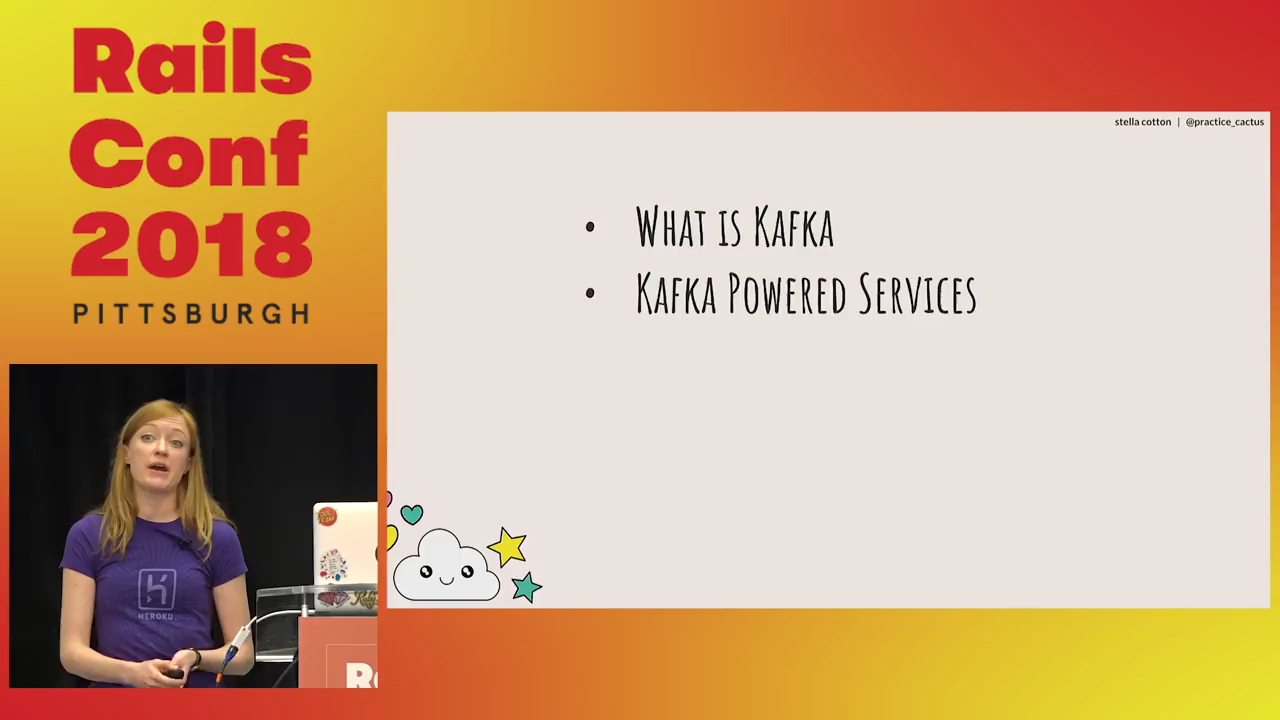 Rails
Conf
2018
PITTSBURGH
stella cotton | @practice_cactus
• What is Kafka
• Kafka Powered Services
HEROKU